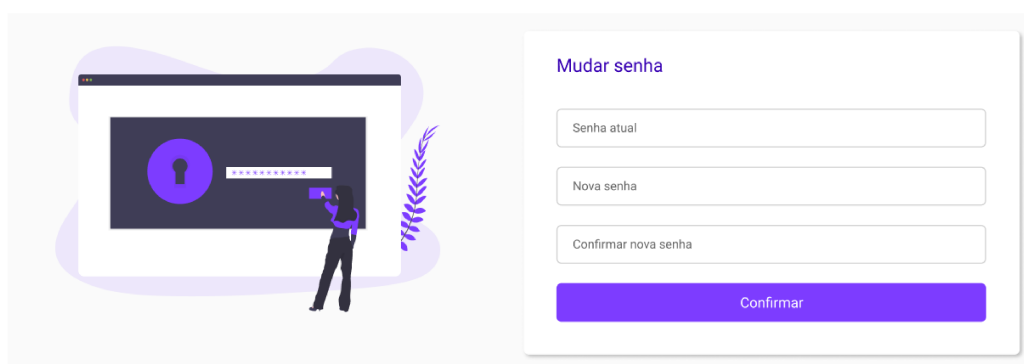 Mudar senha
Senha atual
Nova senha
Confirmar nova senha
Confirmar